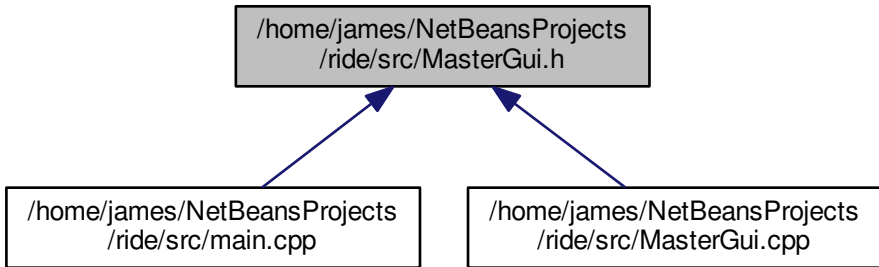 /home/james/NetBeansProjects
/ride/src/MasterGui.h
/home/james/NetBeansProjects
/ride/src/main.cpp
/home/james/NetBeansProjects
/ride/src/MasterGui.cpp